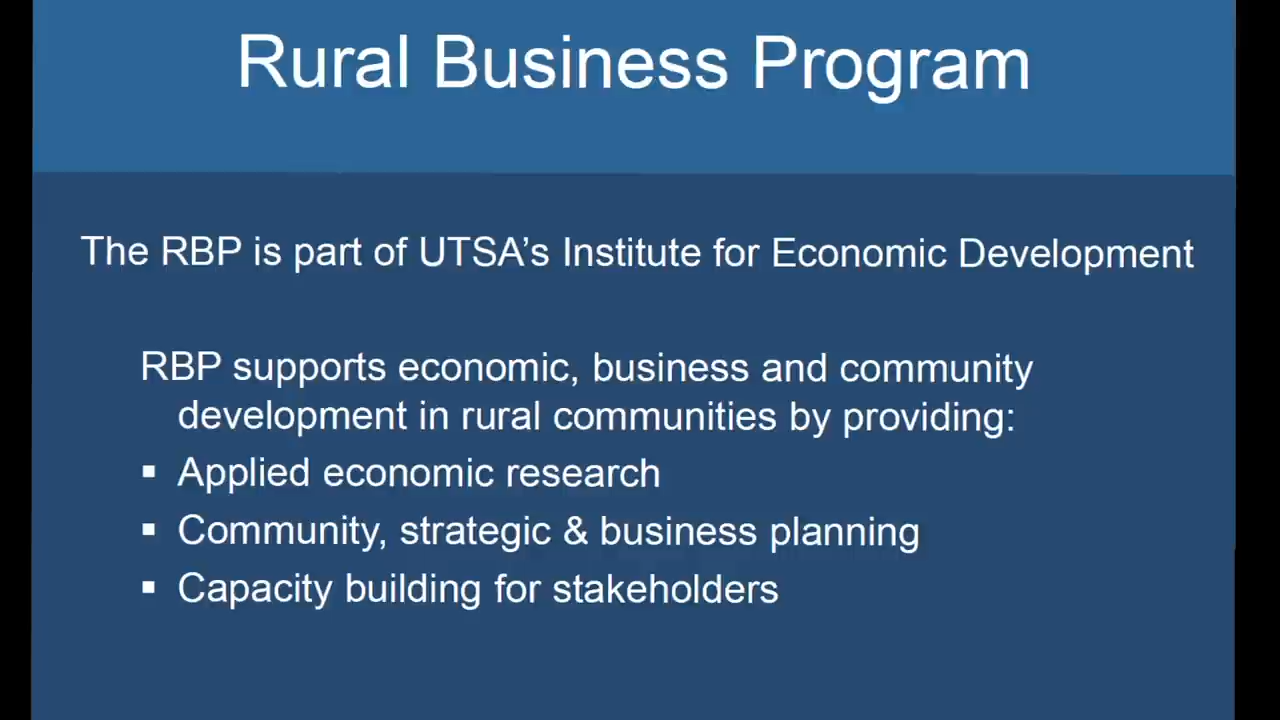 Rural Business Program
The RBP is part of UTSA’s Institute for Economic Development
RBP supports economic, business and community
development in rural communities by providing:
▪ Applied economic research
▪ Community, strategic & business planning
▪ Capacity building for stakeholders